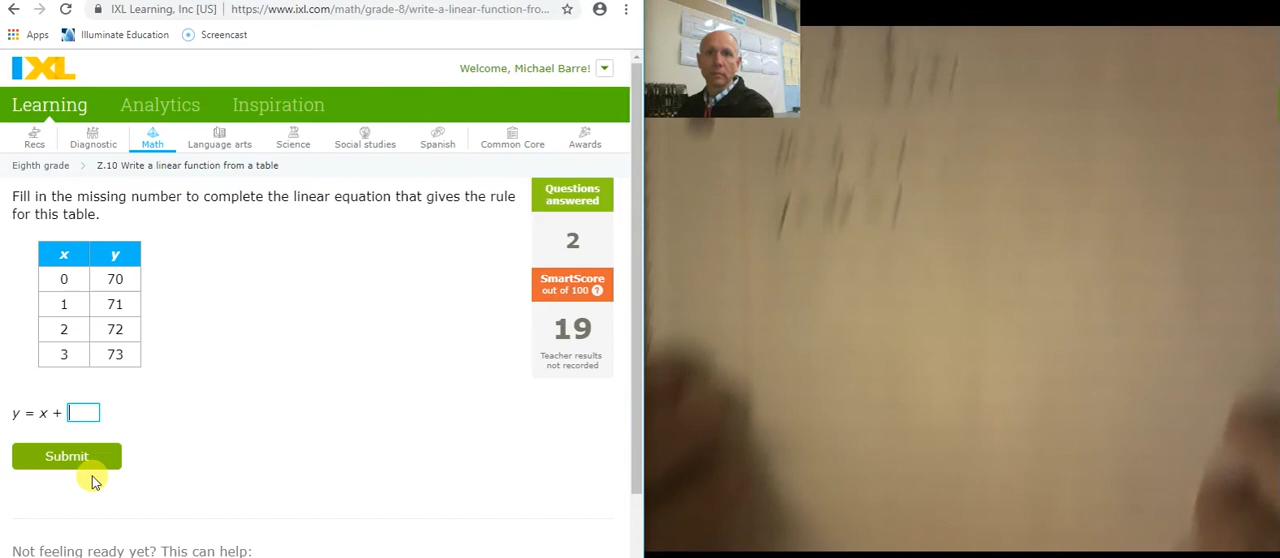 IXL Learning, Inc [US] | https://www.ixl.com/math/grade-8/write-a-linear-function-fro...
Apps Illuminate Education Screencast
IXL
Welcome, Michael Barre!
Learning Analytics Inspiration
Recs Diagnostic Math Language arts Science Social studies Spanish Common Core Awards
Eighth grade > Z.10 Write a linear function from a table
Fill in the missing number to complete the linear equation that gives the rule
for this table.
x y
0 70
1 71
2 72
3 73
y = x +
Submit
Questions
answered
2
SmartScore
out of 100 ?
19
Teacher results
not recorded
Not feeling ready yet? This can help: